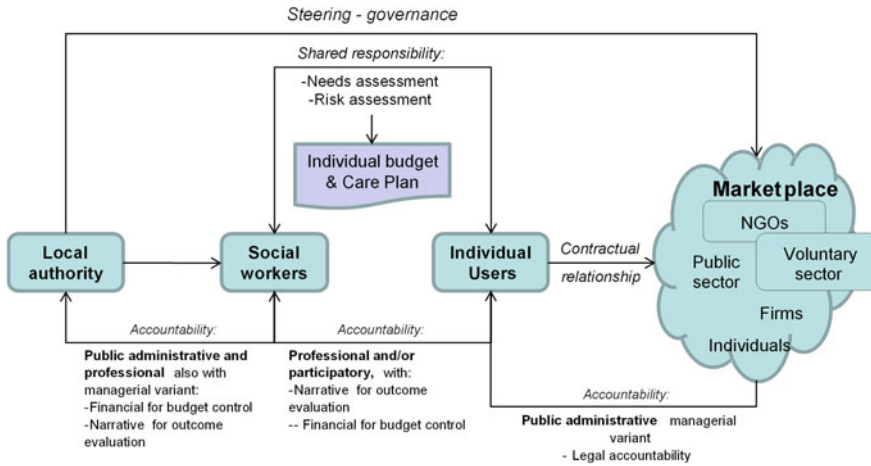 Steering - governance
Shared responsibility:
-Needs assessment
-Risk assessment
Individual budget
& Care Plan
Local
authority
Social
workers
Individual
Users
Contractual
relationship
Market place
NGOs
Voluntary
sector
Public
sector
Firms
Individuals
Accountability:
Public administrative and
professional also with
managerial variant:
-Financial for budget control
-Narrative for outcome
evaluation
Accountability:
Professional and/or
participatory, with:
-Narrative for outcome
evaluation
-- Financial for budget control
Accountability:
Public administrative managerial
variant
- Legal accountability